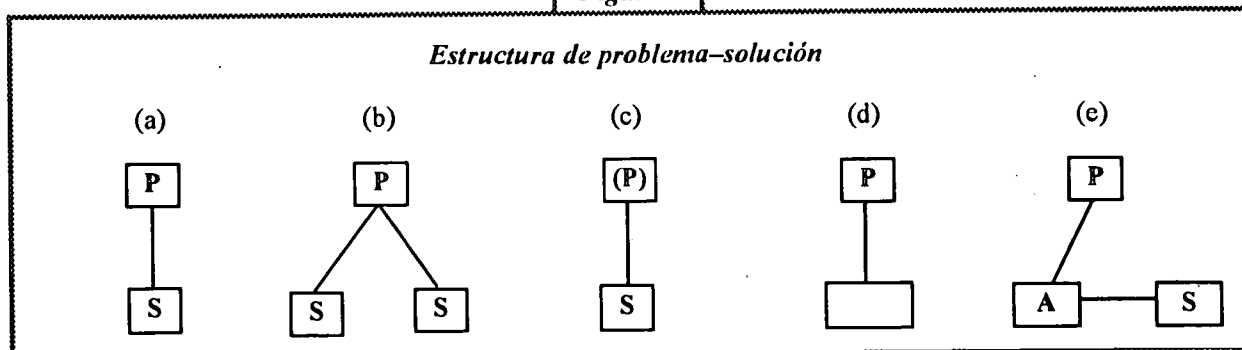 Estructura de problema–solución
(a) (b) (c) (d) (e)
P P (P) P P
S S S S A S